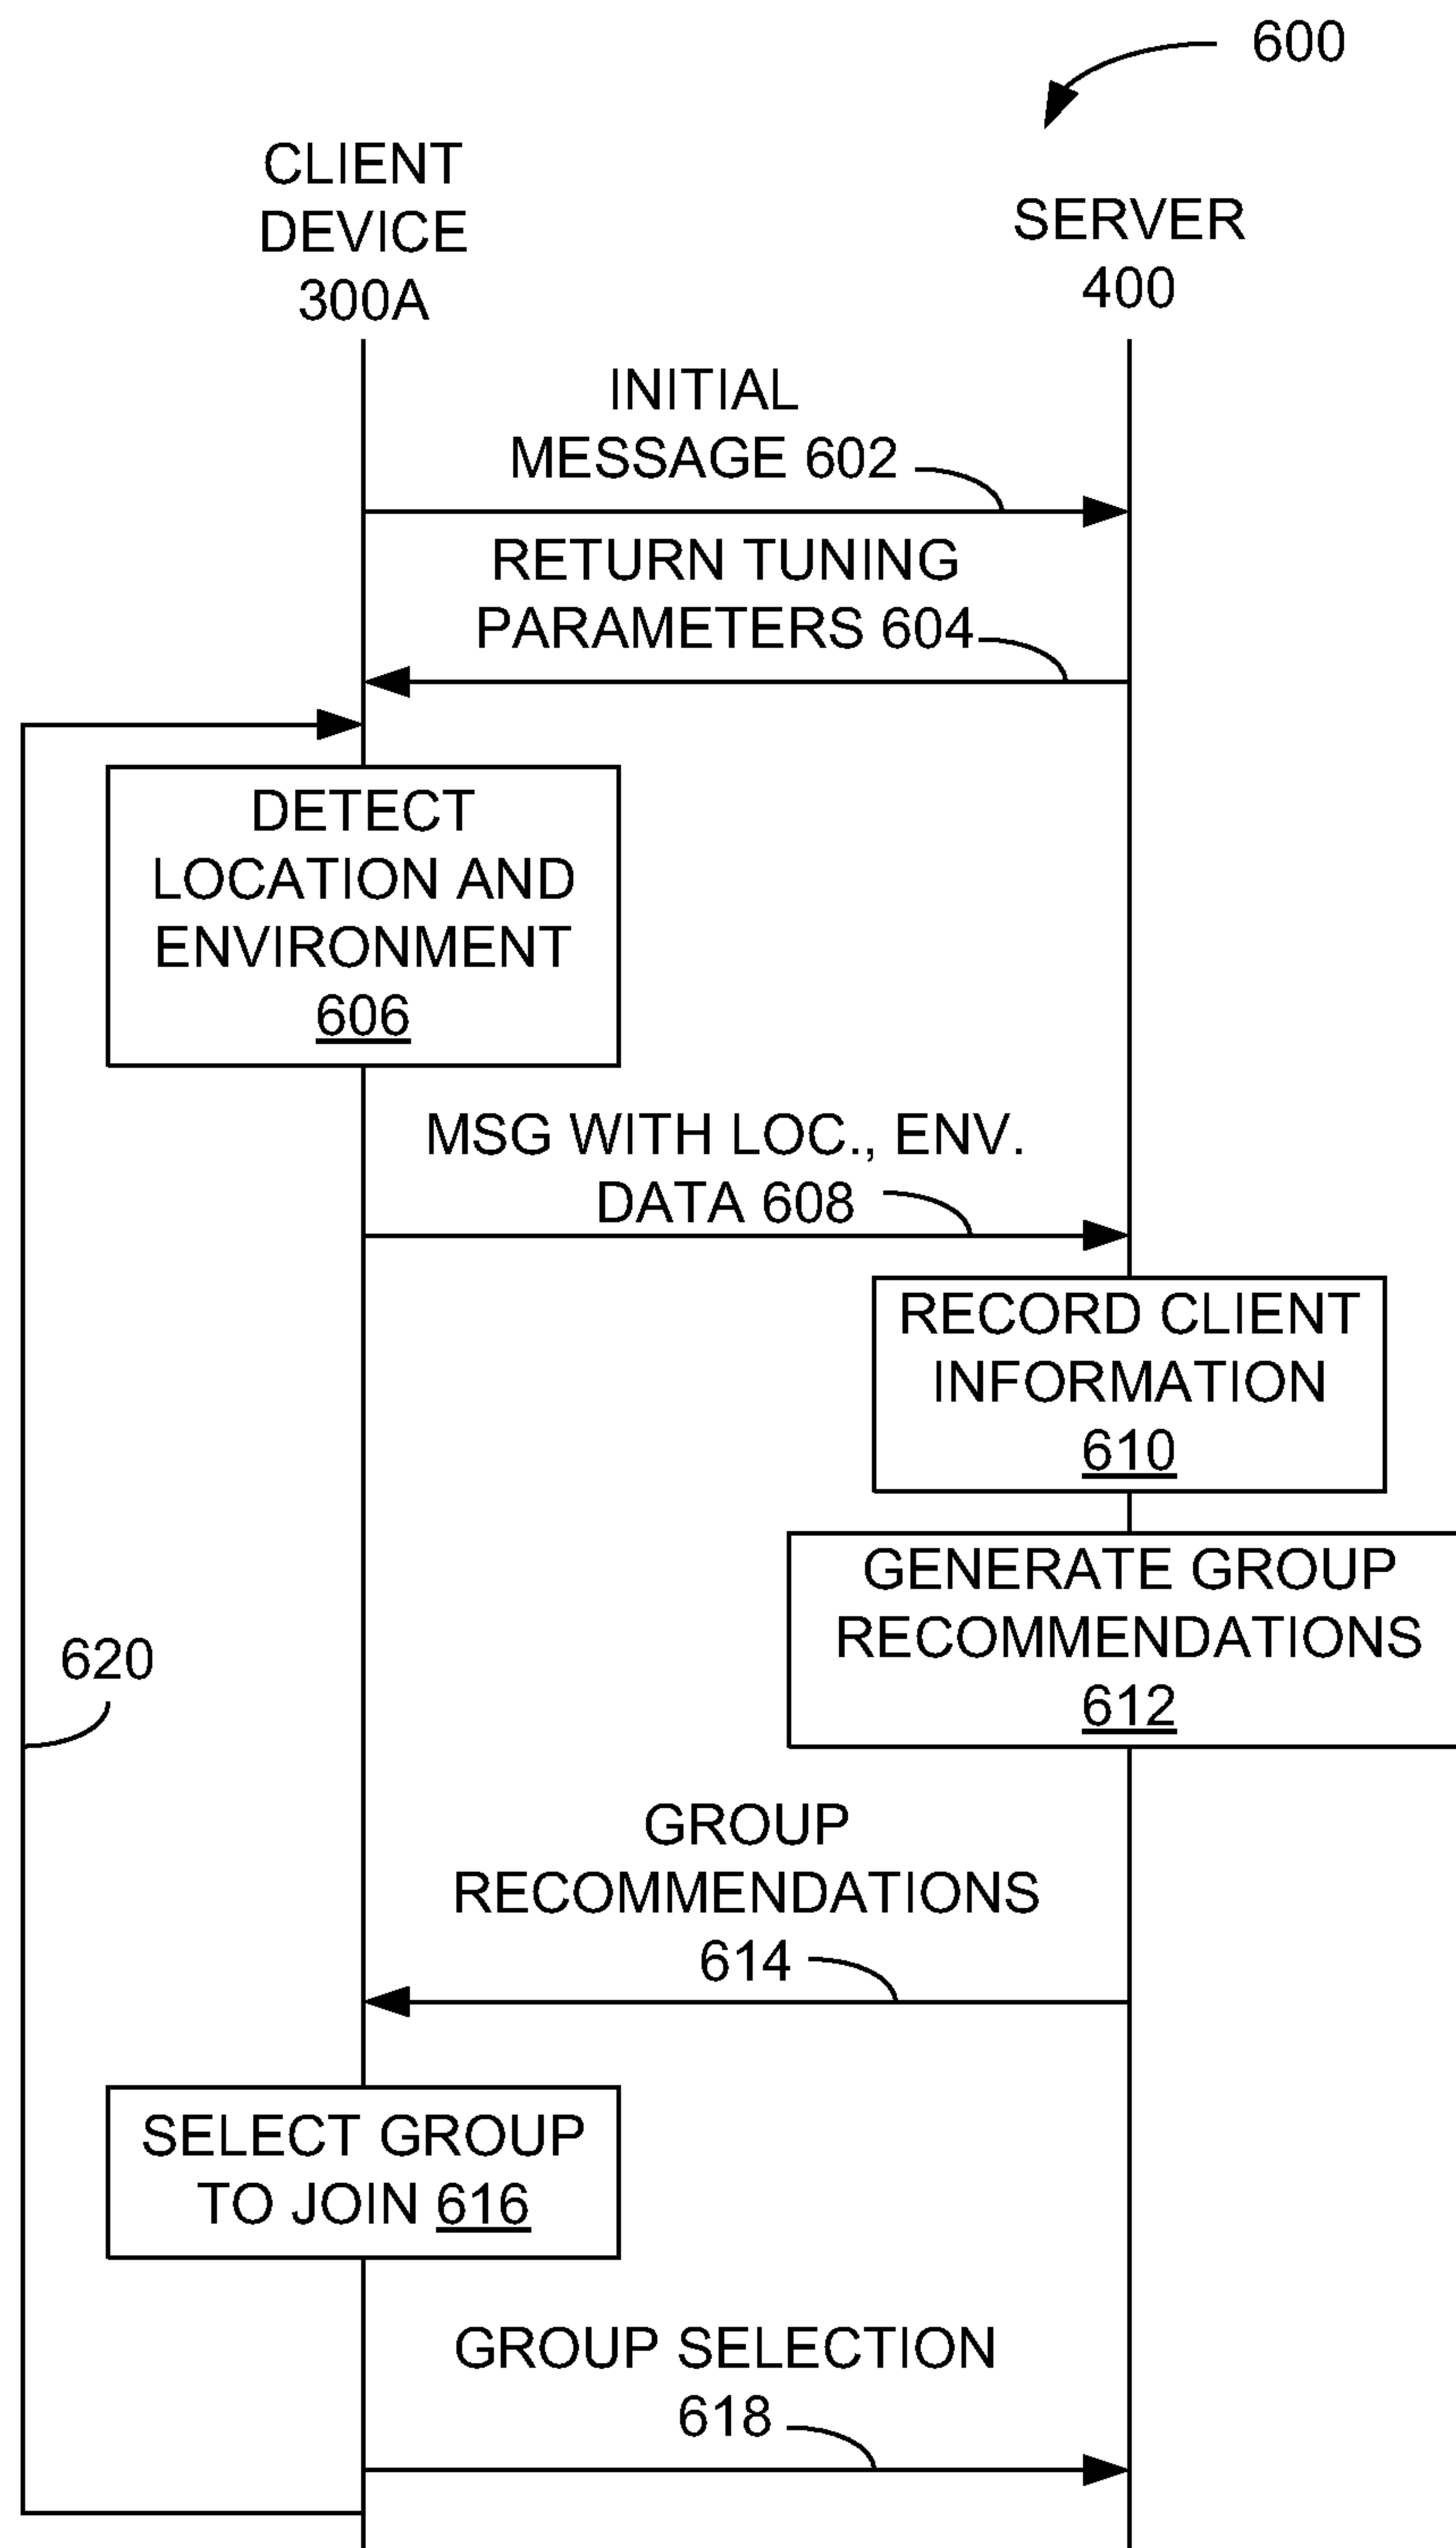 600
CLIENT
DEVICE
300A
SERVER
400
INITIAL
MESSAGE 602
RETURN TUNING
PARAMETERS 604
DETECT
LOCATION AND
ENVIRONMENT
606
MSG WITH LOC., ENV.
DATA 608
RECORD CLIENT
INFORMATION
610
GENERATE GROUP
RECOMMENDATIONS
612
620
GROUP
RECOMMENDATIONS
614
SELECT GROUP
TO JOIN 616
GROUP SELECTION
618